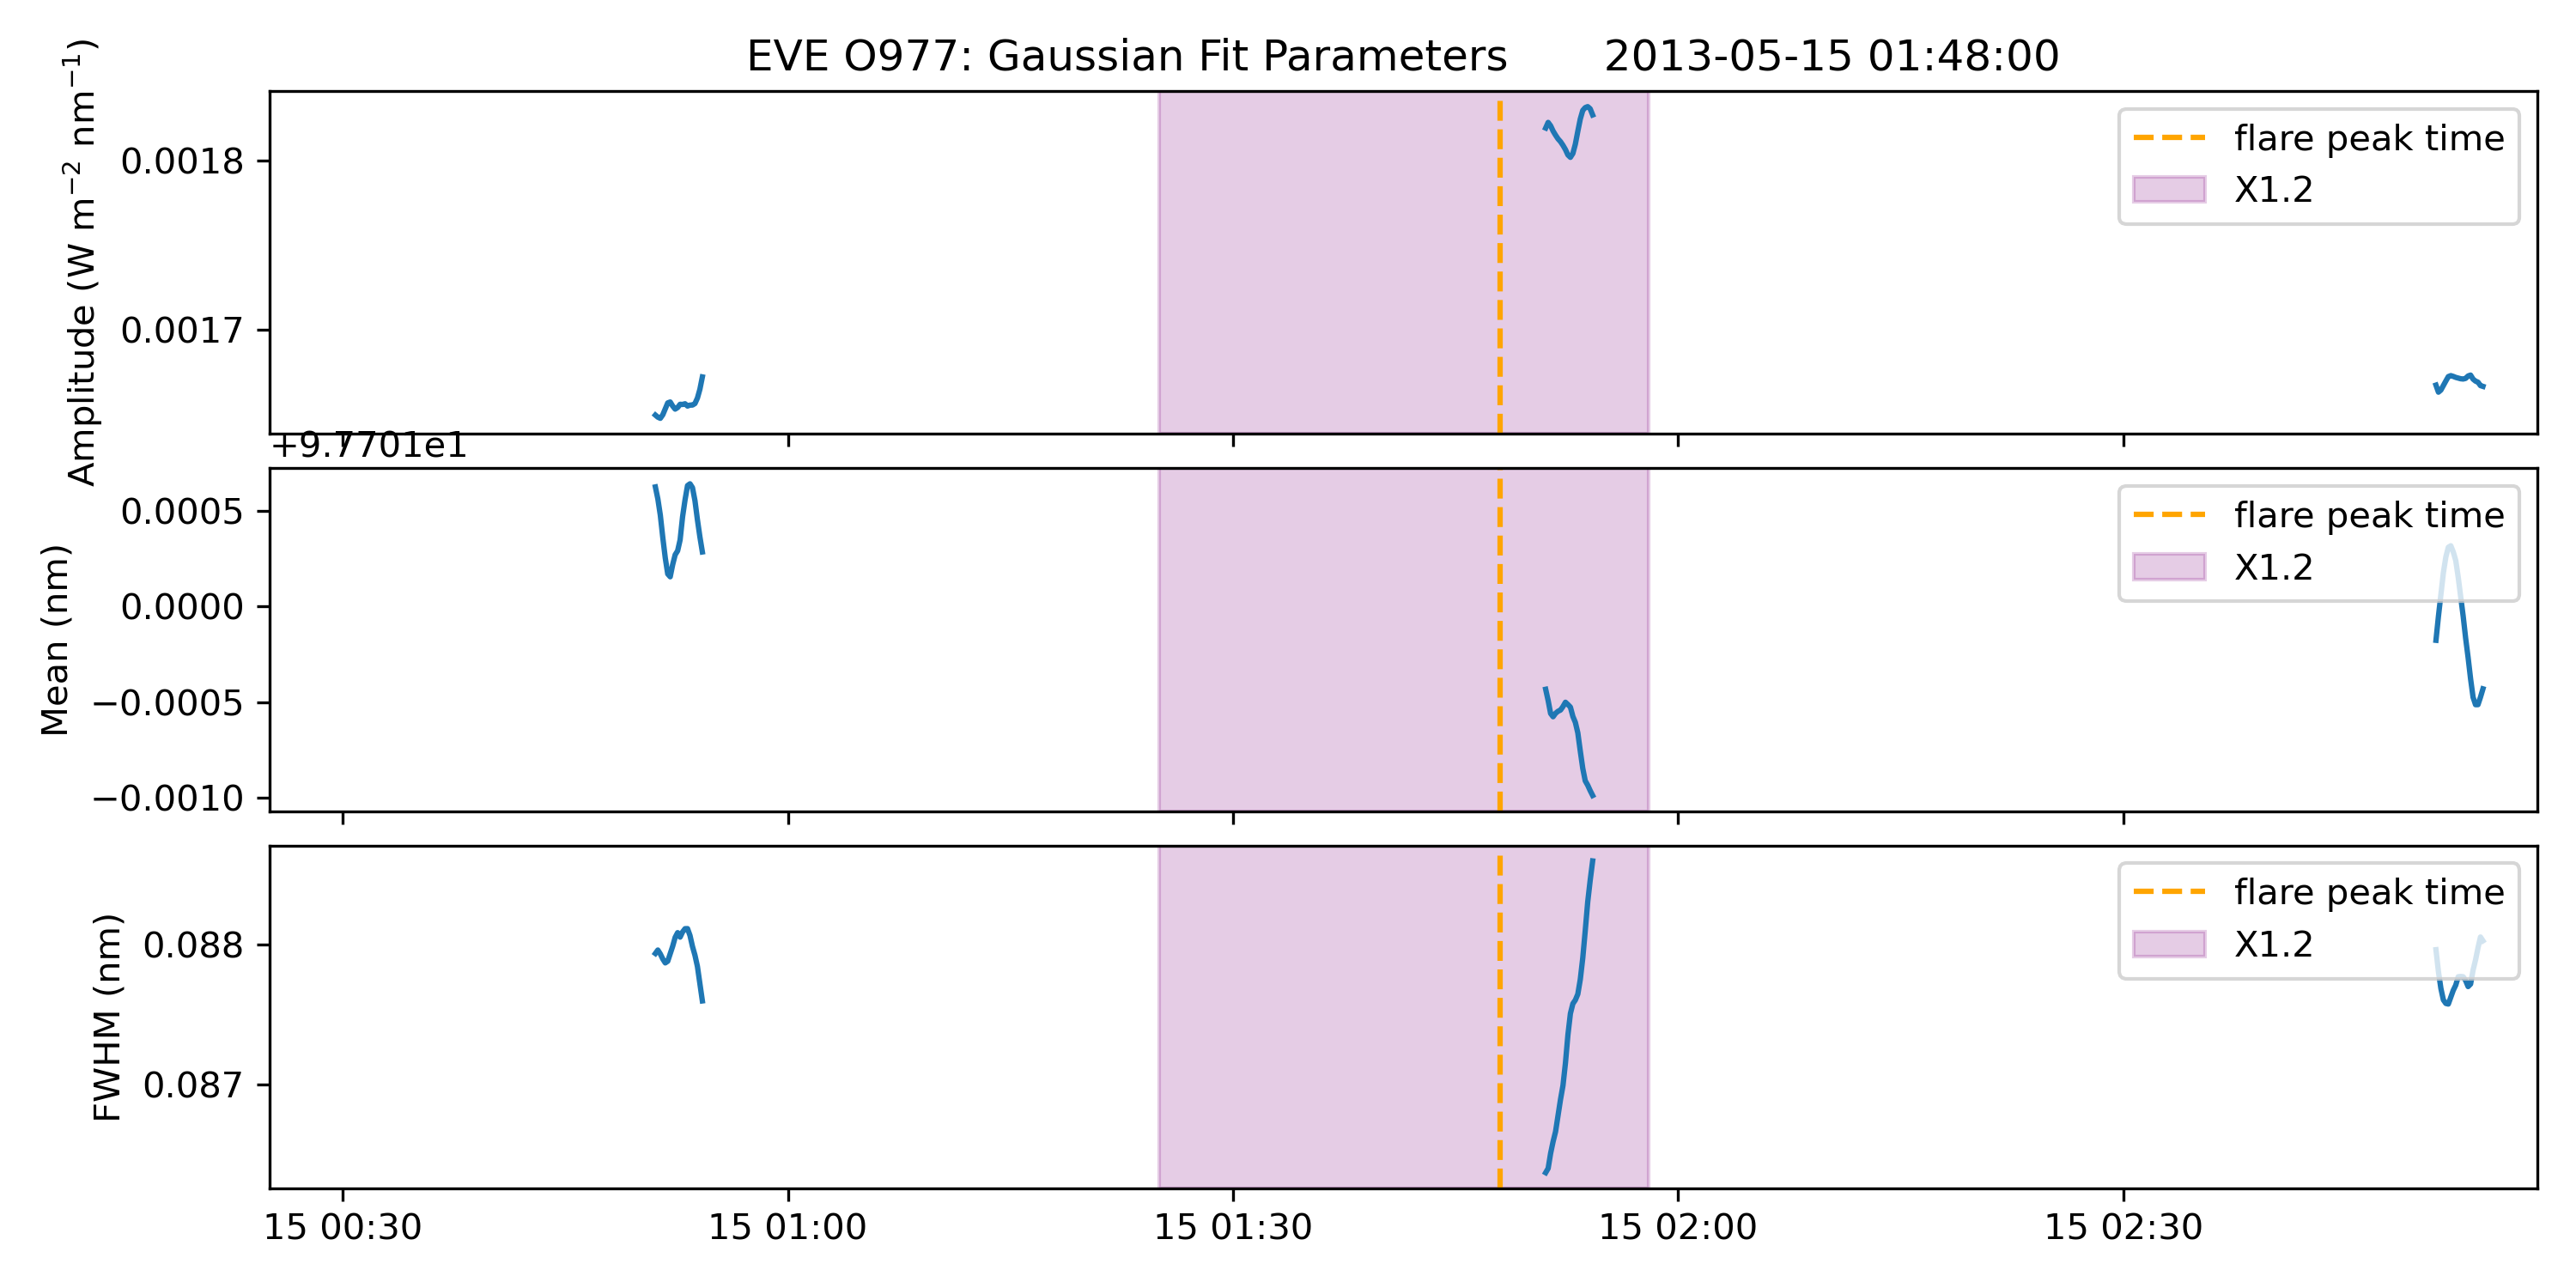 EVE O977: Gaussian Fit Parameters 2013-05-15 01:48:00
Amplitude (W m⁻² nm⁻¹)
0.0018
0.0017
flare peak time
X1.2
+9.7701e1
Mean (nm)
0.0005
0.0000
−0.0005
−0.0010
flare peak time
X1.2
FWHM (nm)
0.088
0.087
flare peak time
X1.2
15 00:30 15 01:00 15 01:30 15 02:00 15 02:30